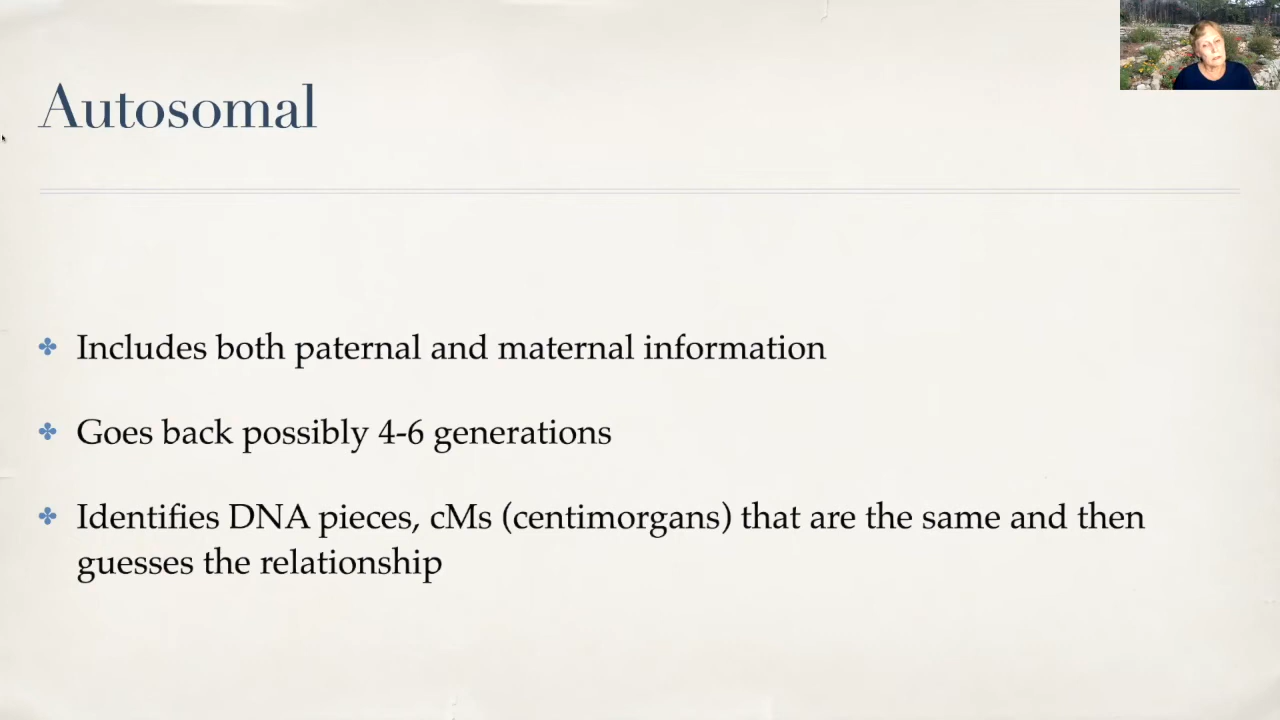 Autosomal
Includes both paternal and maternal information
Goes back possibly 4-6 generations
Identifies DNA pieces, cMs (centimorgans) that are the same and then
guesses the relationship